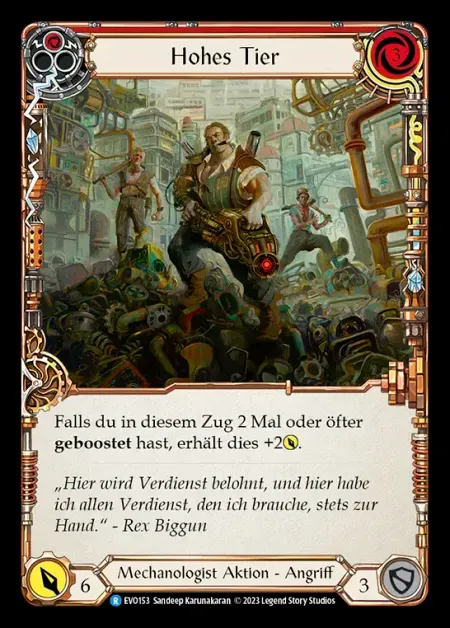 Hohes Tier
3
Falls du in diesem Zug 2 Mal oder öfter
geboostet hast, erhält dies +2.
„Hier wird Verdienst belohnt, und hier habe
ich allen Verdienst, den ich brauche, stets zur
Hand.“ - Rex Biggun
6
Mechanologist Aktion - Angriff
3
R EVO153 Sandeep Karunakaran © 2023 Legend Story Studios